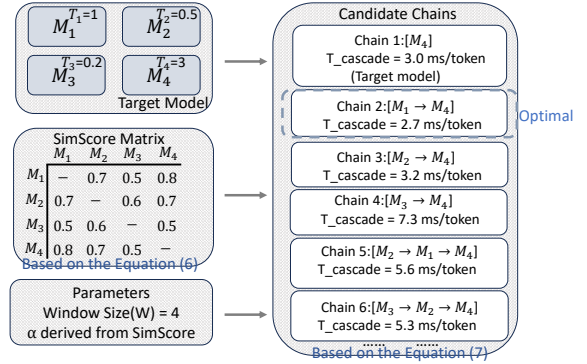 T₁=1
M₁
T₂=0.5
M₂
T₃=0.2
M₃
T₄=3
M₄
Target Model
SimScore Matrix
M₁ M₂ M₃ M₄
M₁ – 0.7 0.5 0.8
M₂ 0.7 – 0.6 0.7
M₃ 0.5 0.6 – 0.5
M₄ 0.8 0.7 0.5 –
Based on the Equation (6)
Parameters
Window Size(W) = 4
α derived from SimScore
Candidate Chains
Chain 1:[M₄]
T_cascade = 3.0 ms/token
(Target model)
Chain 2:[M₁ → M₄]
T_cascade = 2.7 ms/token
Optimal
Chain 3:[M₂ → M₄]
T_cascade = 3.2 ms/token
Chain 4:[M₃ → M₄]
T_cascade = 7.3 ms/token
Chain 5:[M₂ → M₁ → M₄]
T_cascade = 5.6 ms/token
Chain 6:[M₃ → M₂ → M₄]
T_cascade = 5.3 ms/token
...... ......
Based on the Equation (7)